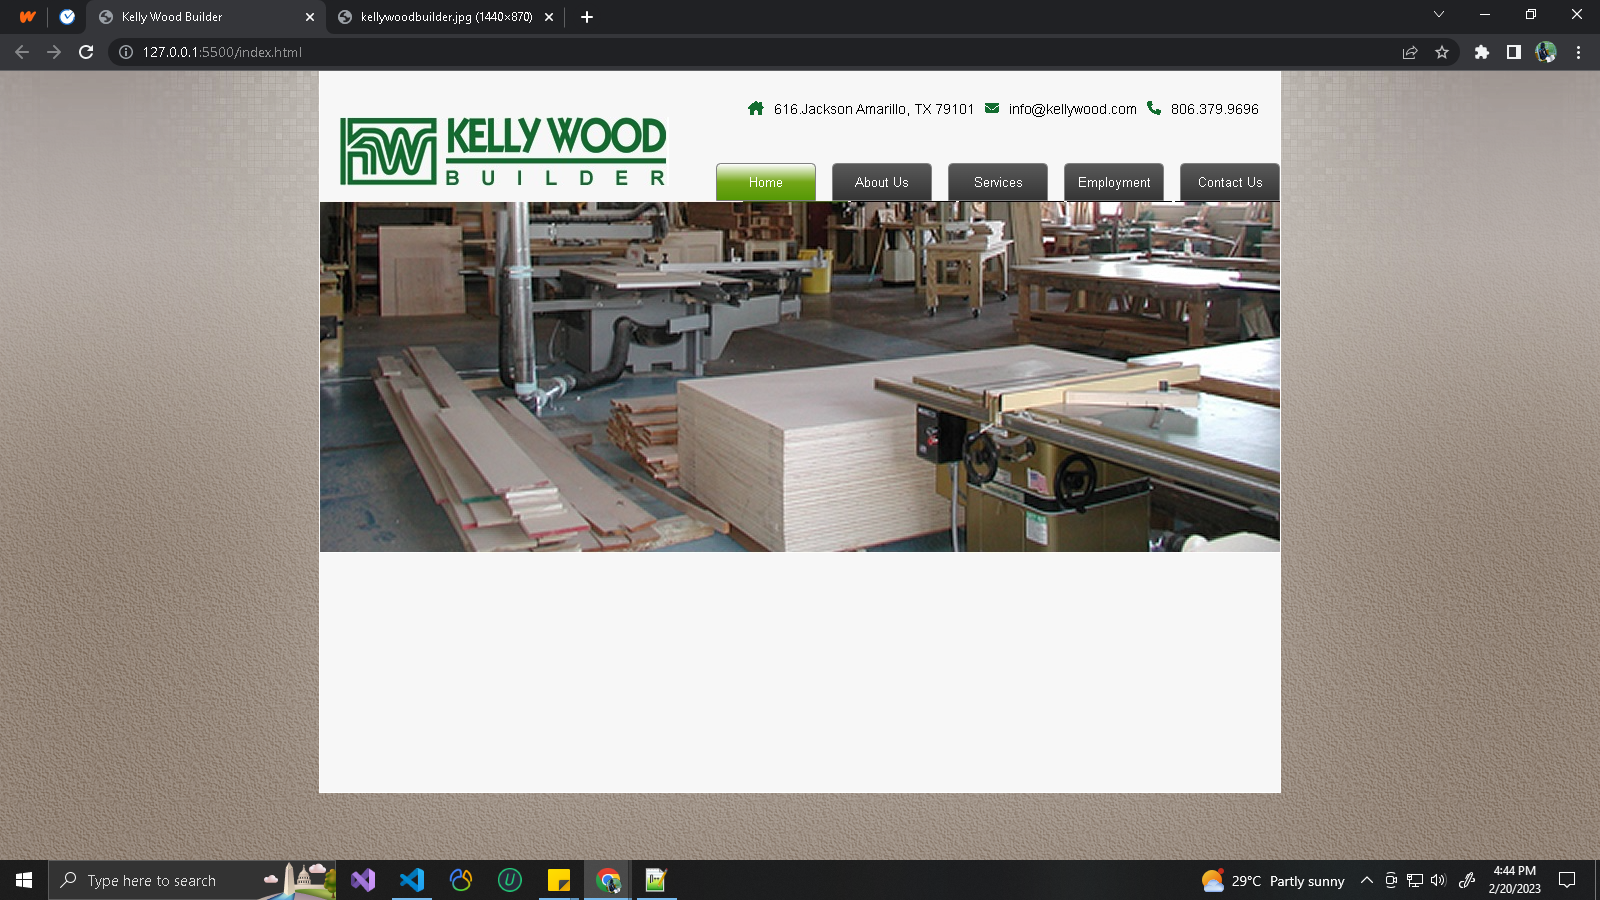 Kelly Wood Builder
kellywoodbuilder.jpg (1440×870)
127.0.0.1:5500/index.html
616.Jackson Amarillo, TX 79101 info@kellywood.com 806.379.9696
KELLY WOOD
BUILDER
Home About Us Services Employment Contact Us
Type here to search
29°C Partly sunny
4:44 PM
2/20/2023